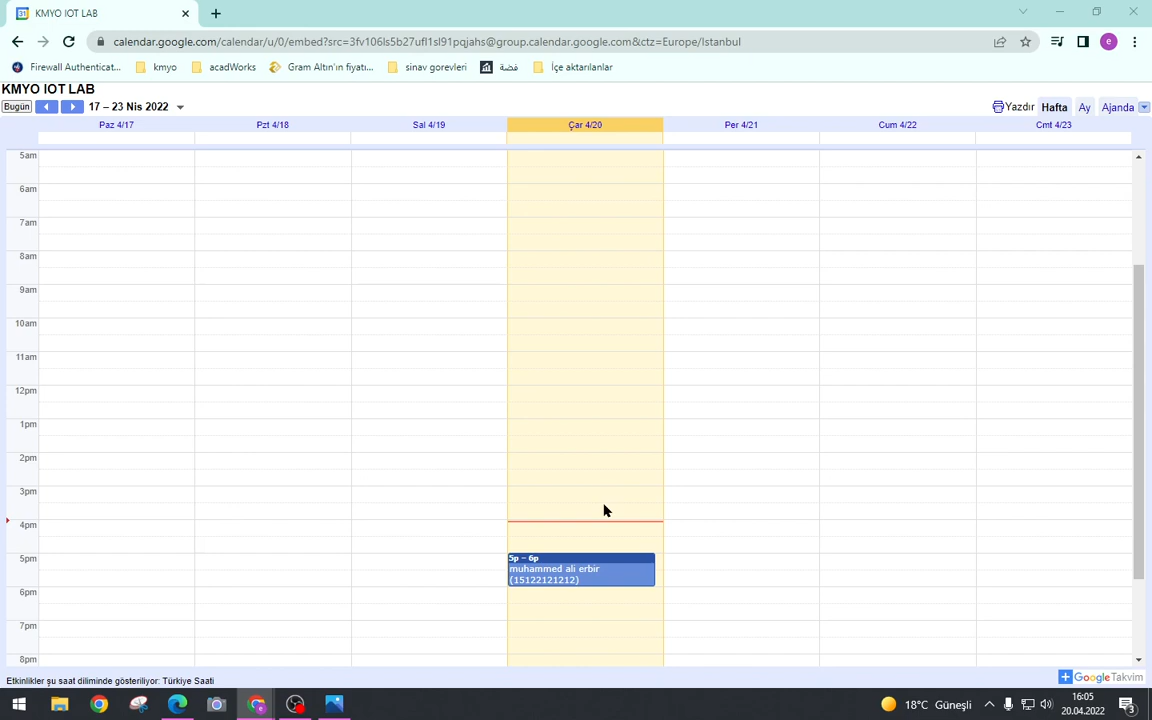 KMYO IOT LAB
calendar.google.com/calendar/u/0/embed?src=3fv106ls5b27ufl1sl91pqjahs@group.calendar.google.com&ctz=Europe/Istanbul
e
Firewall Authenticat... kmyo acadWorks Gram Altın'ın fiyatı... sinav gorevleri فضة İçe aktarılanlar
KMYO IOT LAB
Bugün 17 – 23 Nis 2022 Yazdır Hafta Ay Ajanda
Paz 4/17 Pzt 4/18 Sal 4/19 Çar 4/20 Per 4/21 Cum 4/22 Cmt 4/23
5am
6am
7am
8am
9am
10am
11am
12pm
1pm
2pm
3pm
4pm
5pm
5p – 6p
muhammed ali erbir
(15122121212)
6pm
7pm
8pm
Etkinlikler şu saat diliminde gösteriliyor: Türkiye Saati
Google Takvim
18°C Güneşli
16:05
20.04.2022
3